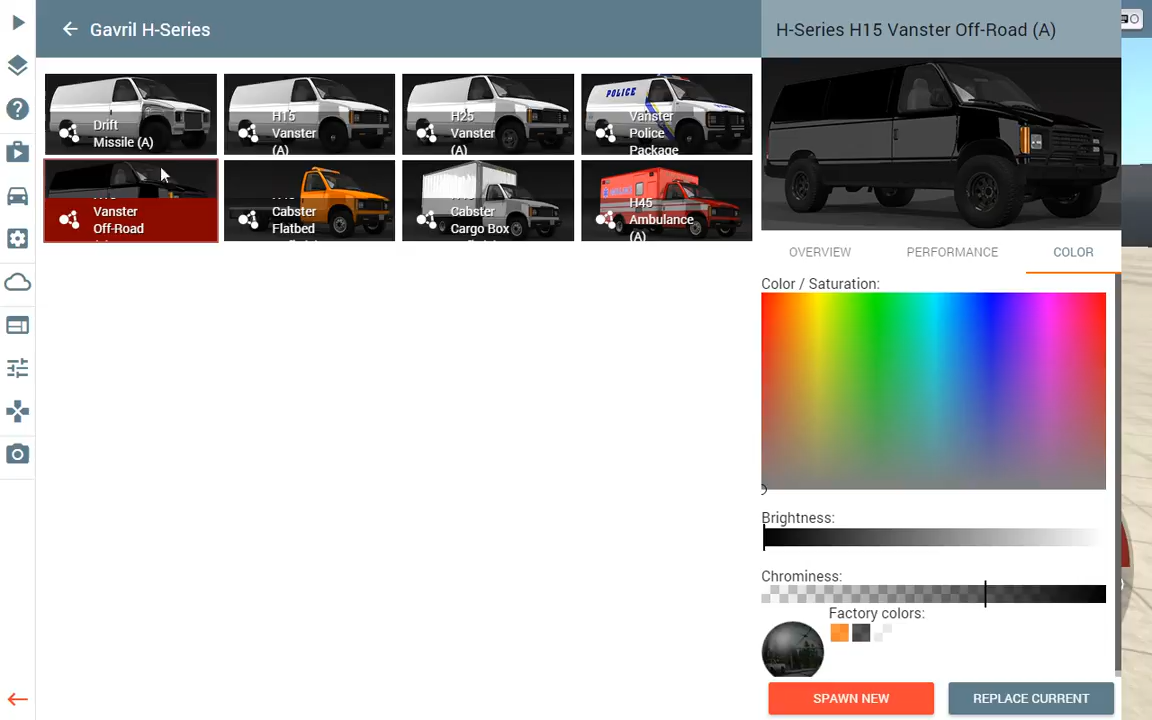 Gavril H-Series
H-Series H15 Vanster Off-Road (A)
Drift
Missile (A)
H15
Vanster
(A)
H25
Vanster
(A)
POLICE
Vanster
Police
Package
Vanster
Off-Road
Cabster
Flatbed
Cabster
Cargo Box
AMBULANCE
H45
Ambulance
(A)
OVERVIEW
PERFORMANCE
COLOR
Color / Saturation:
Brightness:
Chrominess:
Factory colors:
SPAWN NEW
REPLACE CURRENT